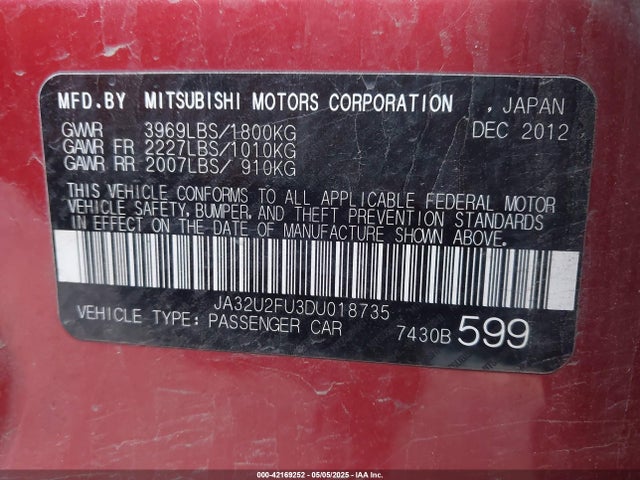 MFD.BY MITSUBISHI MOTORS CORPORATION , JAPAN
GVWR 3969LBS/1800KG DEC 2012
GAWR FR 2227LBS/1010KG
GAWR RR 2007LBS/ 910KG
THIS VEHICLE CONFORMS TO ALL APPLICABLE FEDERAL MOTOR
VEHICLE SAFETY, BUMPER, AND THEFT PREVENTION STANDARDS
IN EFFECT ON THE DATE OF MANUFACTURE SHOWN ABOVE.
JA32U2FU3DU018735
VEHICLE TYPE: PASSENGER CAR 7430B 599
000-42169252 - 05/05/2025 - IAA Inc.